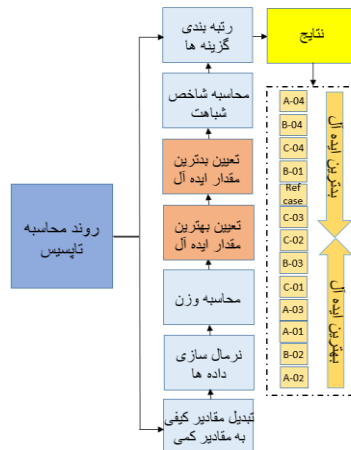 رتبه بندی
گزینه ها
نتایج
محاسبه شاخص
شباهت
تعیین بدترین
مقدار ایده آل
تعیین بهترین
مقدار ایده آل
محاسبه وزن
نرمال سازی
داده ها
تبدیل مقادیر کیفی
به مقادیر کمی
روند محاسبه
تاپسیس
A-04
B-04
C-04
B-01
Ref
case
C-03
C-02
B-03
C-01
A-03
A-01
B-02
A-02
بدترین ایده آل
بهترین ایده آل